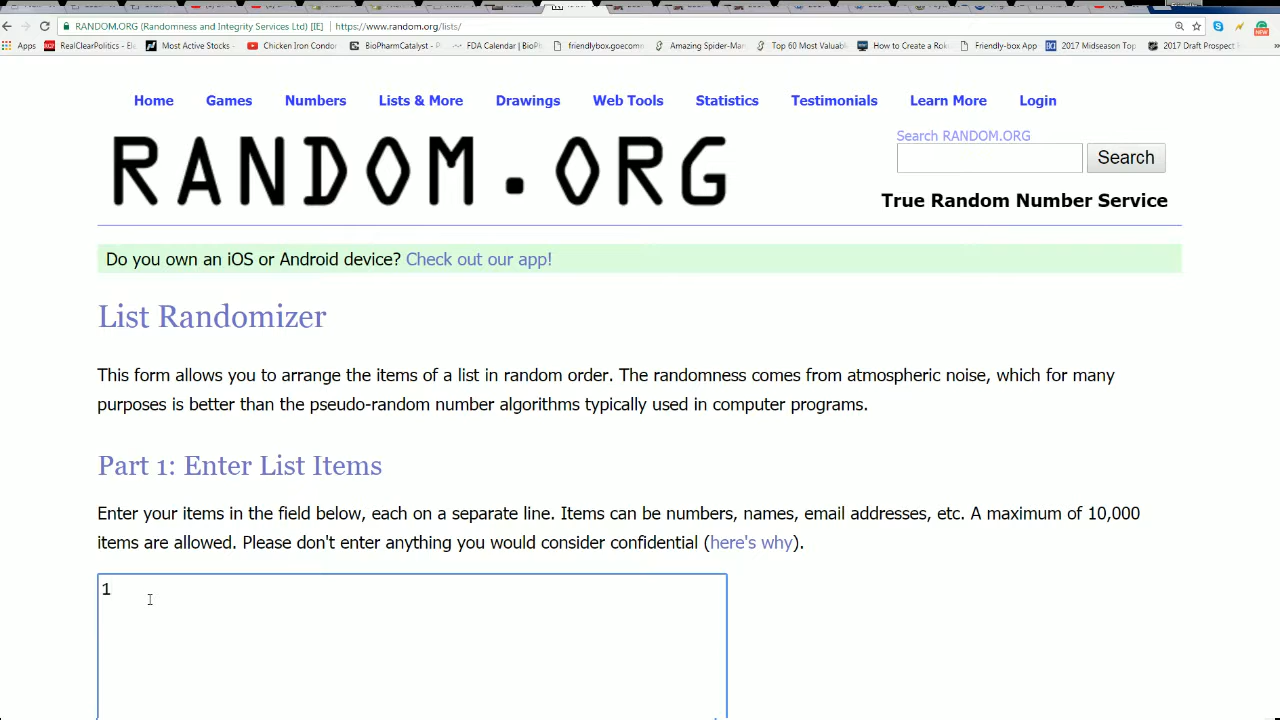 RANDOM.ORG (Randomness and Integrity Services Ltd) [IE] https://www.random.org/lists/
Apps RealClearPolitics - Ele Most Active Stocks - Chicken Iron Condor BioPharmCatalyst - P FDA Calendar | BioPh friendlybox.goecomm Amazing Spider-Man Top 60 Most Valuabl How to Create a Rok Friendly-box App 2017 Midseason Top 2017 Draft Prospect
NEW
Home Games Numbers Lists & More Drawings Web Tools Statistics Testimonials Learn More Login
RANDOM.ORG
Search RANDOM.ORG
Search
True Random Number Service
Do you own an iOS or Android device? Check out our app!
List Randomizer
This form allows you to arrange the items of a list in random order. The randomness comes from atmospheric noise, which for many
purposes is better than the pseudo-random number algorithms typically used in computer programs.
Part 1: Enter List Items
Enter your items in the field below, each on a separate line. Items can be numbers, names, email addresses, etc. A maximum of 10,000
items are allowed. Please don't enter anything you would consider confidential (here's why).
1